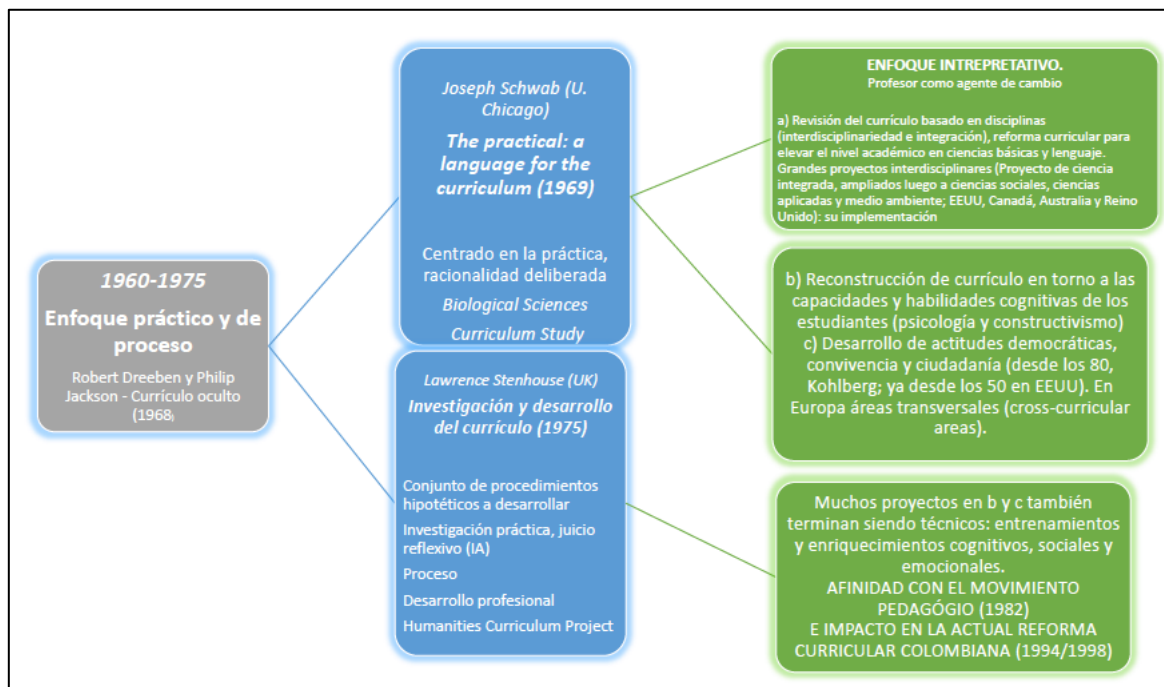 1960-1975
Enfoque práctico y de
proceso
Robert Dreeben y Philip
Jackson - Currículo oculto
(1968)
Joseph Schwab (U.
Chicago)
The practical: a
language for the
curriculum (1969)
Centrado en la práctica,
racionalidad deliberada
Biological Sciences
Curriculum Study
Lawrence Stenhouse (UK)
Investigación y desarrollo
del currículo (1975)
Conjunto de procedimientos
hipotéticos a desarrollar
Investigación práctica, juicio
reflexivo (IA)
Proceso
Desarrollo profesional
Humanities Curriculum Project
ENFOQUE INTREPRETATIVO.
Profesor como agente de cambio
a) Revisión del currículo basado en disciplinas
(interdisciplinariedad e integración), reforma curricular para
elevar el nivel académico en ciencias básicas y lenguaje.
Grandes proyectos interdisciplinares (Proyecto de ciencia
integrada, ampliados luego a ciencias sociales, ciencias
aplicadas y medio ambiente; EEUU, Canadá, Australia y Reino
Unido): su implementación
b) Reconstrucción de currículo en torno a las
capacidades y habilidades cognitivas de los
estudiantes (psicología y constructivismo)
c) Desarrollo de actitudes democráticas,
convivencia y ciudadanía (desde los 80,
Kohlberg; ya desde los 50 en EEUU). En
Europa áreas transversales (cross-curricular
areas).
Muchos proyectos en b y c también
terminan siendo técnicos: entrenamientos
y enriquecimientos cognitivos, sociales y
emocionales.
AFINIDAD CON EL MOVIMIENTO
PEDAGÓGIO (1982)
E IMPACTO EN LA ACTUAL REFORMA
CURRICULAR COLOMBIANA (1994/1998)